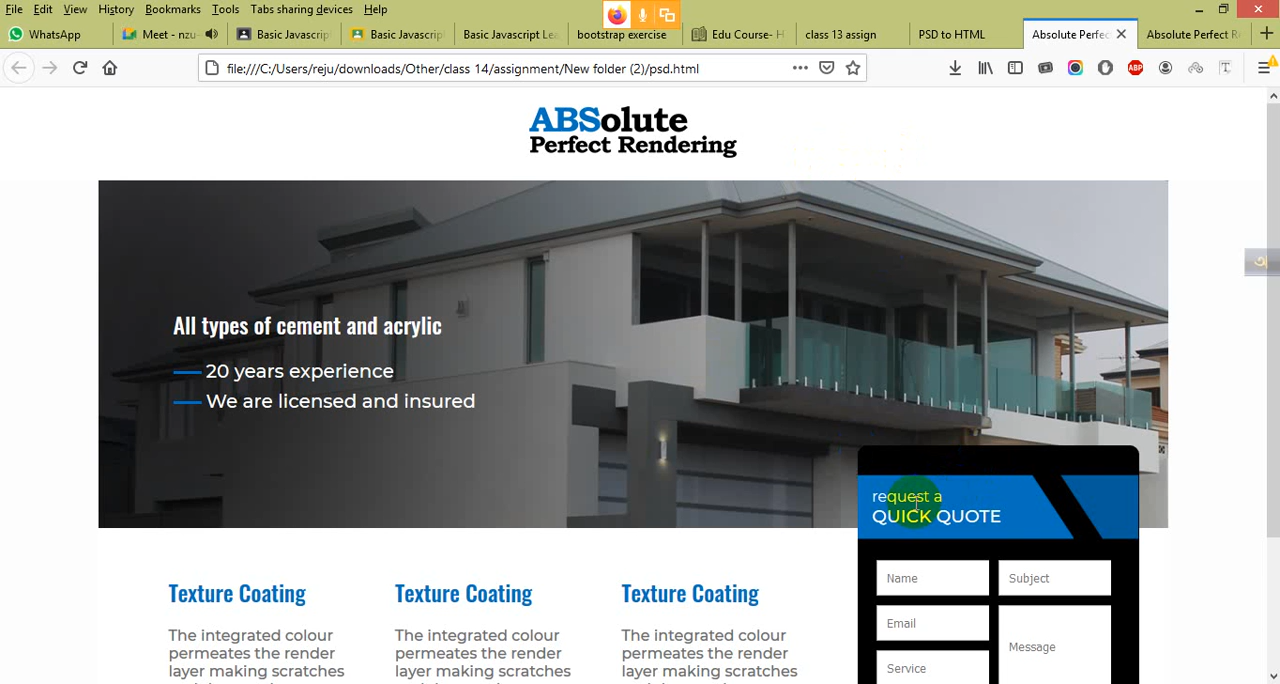 File Edit View History Bookmarks Tools Tabs sharing devices Help
WhatsApp
Meet - nzu-
Basic Javascrip
Basic Javascrip
Basic Javascript Lea
bootstrap exercise
Edu Course- H
class 13 assign
PSD to HTML
Absolute Perfec
Absolute Perfect R
file:///C:/Users/reju/downloads/Other/class 14/assignment/New folder (2)/psd.html
ABP
ABSolute
Perfect Rendering
All types of cement and acrylic
20 years experience
We are licensed and insured
request a
QUICK QUOTE
Name
Subject
Email
Message
Service
Texture Coating
The integrated colour
permeates the render
layer making scratches
Texture Coating
The integrated colour
permeates the render
layer making scratches
Texture Coating
The integrated colour
permeates the render
layer making scratches